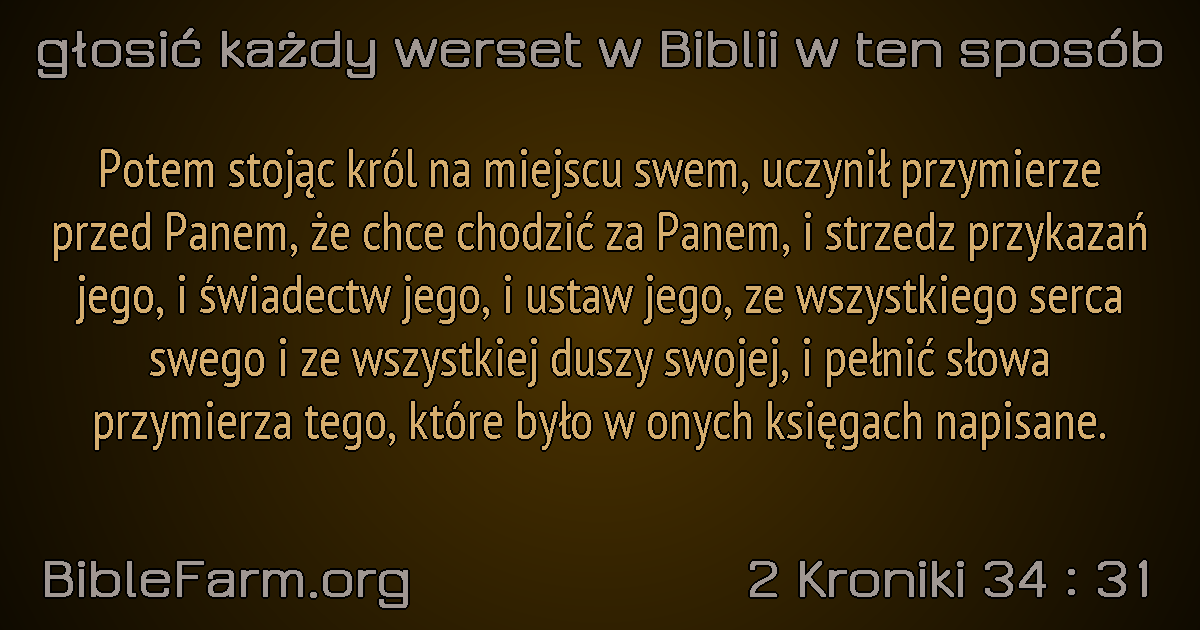 głosić każdy werset w Biblii w ten sposób
Potem stojąc król na miejscu swem, uczynił przymierze
przed Panem, że chce chodzić za Panem, i strzedz przykazań
jego, i świadectw jego, i ustaw jego, ze wszystkiego serca
swego i ze wszystkiej duszy swojej, i pełnić słowa
przymierza tego, które było w onych księgach napisane.
BibleFarm.org
2 Kroniki 34 : 31